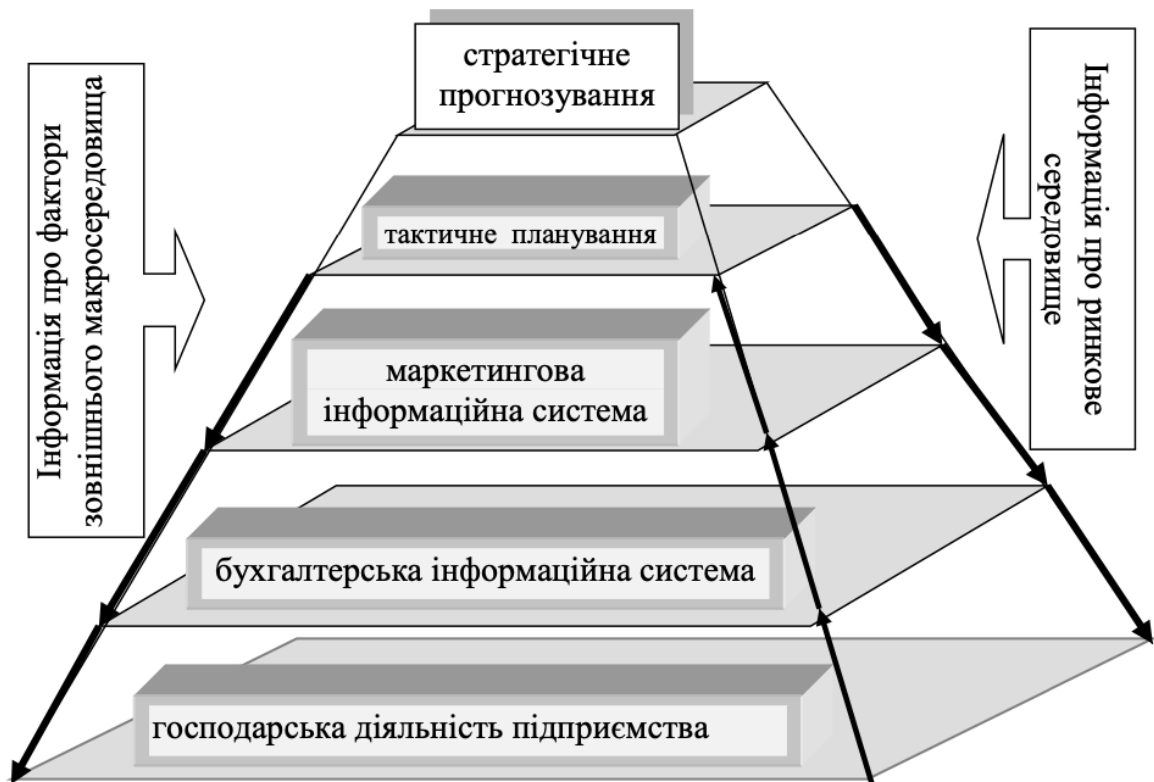 стратегічне
прогнозування
Інформація про фактори
зовнішнього макросередовища
Інформація про ринкове
середовище
тактичне планування
маркетингова
інформаційна система
бухгалтерська інформаційна система
господарська діяльність підприємства